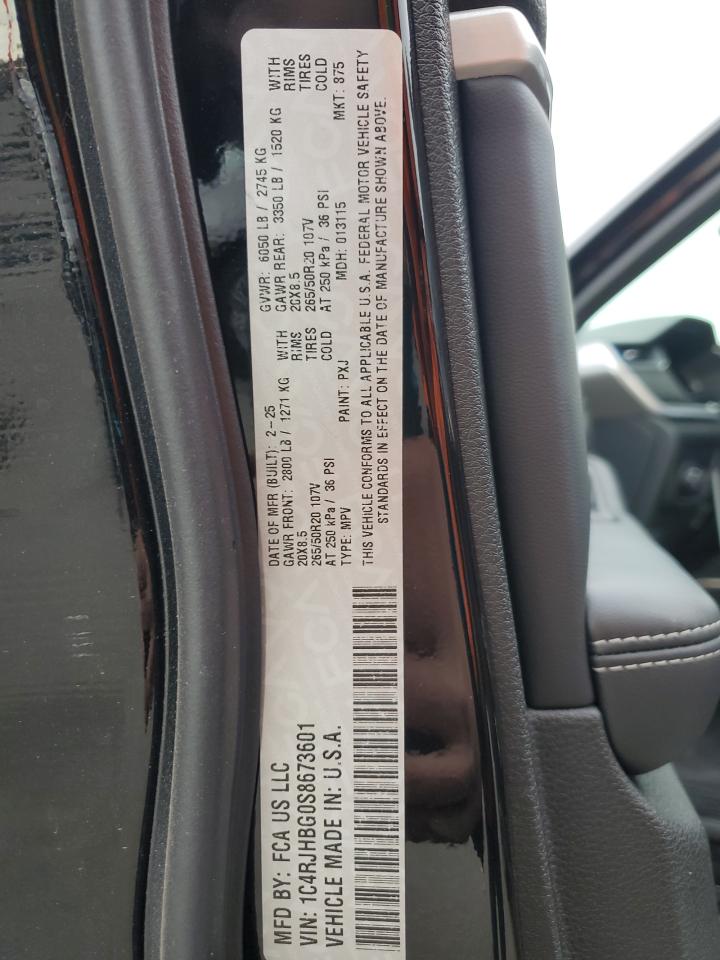 MFD BY: FCA US LLC
VIN: 1C4RJHBG0S8673601
VEHICLE MADE IN: U.S.A.
DATE OF MFR (BUILT): 2-25 GVWR: 6050 LB / 2745 KG
GAWR FRONT: 2800 LB / 1271 KG WITH GAWR REAR: 3350 LB / 1520 KG WITH
20X8.5 RIMS 20X8.5 RIMS
265/50R20 107V TIRES 265/50R20 107V TIRES
AT 250 kPa / 36 PSI COLD AT 250 kPa / 36 PSI COLD
TYPE: MPV PAINT: PXJ MDH: 013115 MKT: 875
THIS VEHICLE CONFORMS TO ALL APPLICABLE U.S.A. FEDERAL MOTOR VEHICLE SAFETY
STANDARDS IN EFFECT ON THE DATE OF MANUFACTURE SHOWN ABOVE.